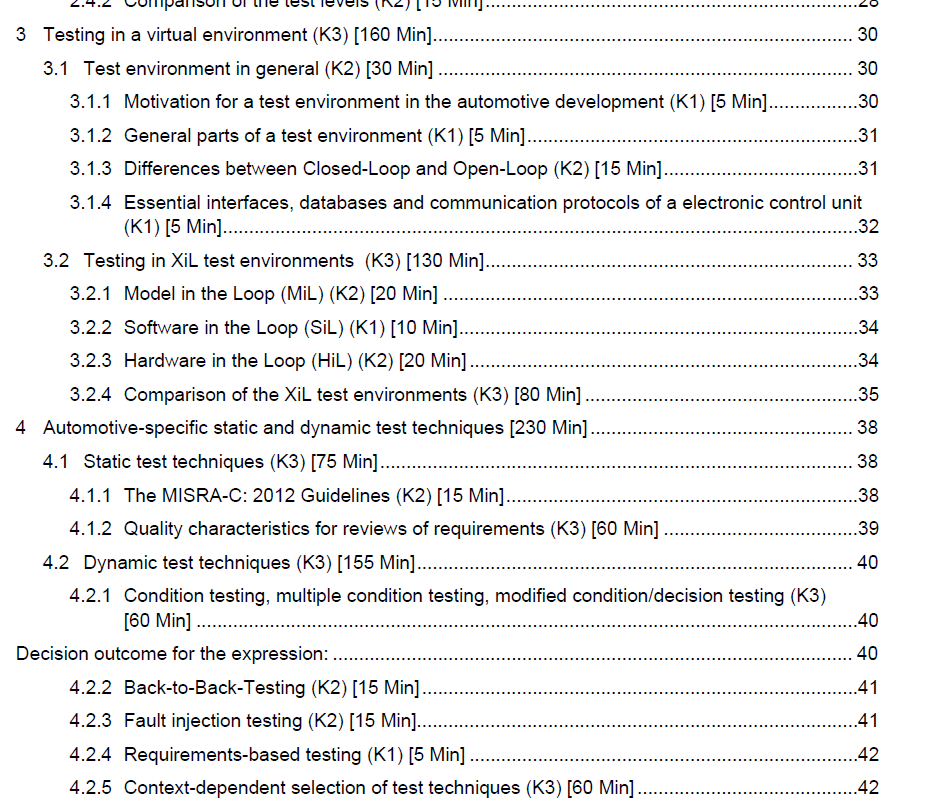 2.4.2 Comparison of the test levels (K2) [15 Min]..........28
3 Testing in a virtual environment (K3) [160 Min].......... 30
3.1 Test environment in general (K2) [30 Min] .......... 30
3.1.1 Motivation for a test environment in the automotive development (K1) [5 Min]..........30
3.1.2 General parts of a test environment (K1) [5 Min]..........31
3.1.3 Differences between Closed-Loop and Open-Loop (K2) [15 Min]..........31
3.1.4 Essential interfaces, databases and communication protocols of a electronic control unit
(K1) [5 Min]..........32
3.2 Testing in XiL test environments (K3) [130 Min].......... 33
3.2.1 Model in the Loop (MiL) (K2) [20 Min] ..........33
3.2.2 Software in the Loop (SiL) (K1) [10 Min]..........34
3.2.3 Hardware in the Loop (HiL) (K2) [20 Min] ..........34
3.2.4 Comparison of the XiL test environments (K3) [80 Min] ..........35
4 Automotive-specific static and dynamic test techniques [230 Min] .......... 38
4.1 Static test techniques (K3) [75 Min].......... 38
4.1.1 The MISRA-C: 2012 Guidelines (K2) [15 Min]..........38
4.1.2 Quality characteristics for reviews of requirements (K3) [60 Min] ..........39
4.2 Dynamic test techniques (K3) [155 Min].......... 40
4.2.1 Condition testing, multiple condition testing, modified condition/decision testing (K3)
[60 Min] ..........40
Decision outcome for the expression: .......... 40
4.2.2 Back-to-Back-Testing (K2) [15 Min]..........41
4.2.3 Fault injection testing (K2) [15 Min]..........41
4.2.4 Requirements-based testing (K1) [5 Min] ..........42
4.2.5 Context-dependent selection of test techniques (K3) [60 Min]..........42